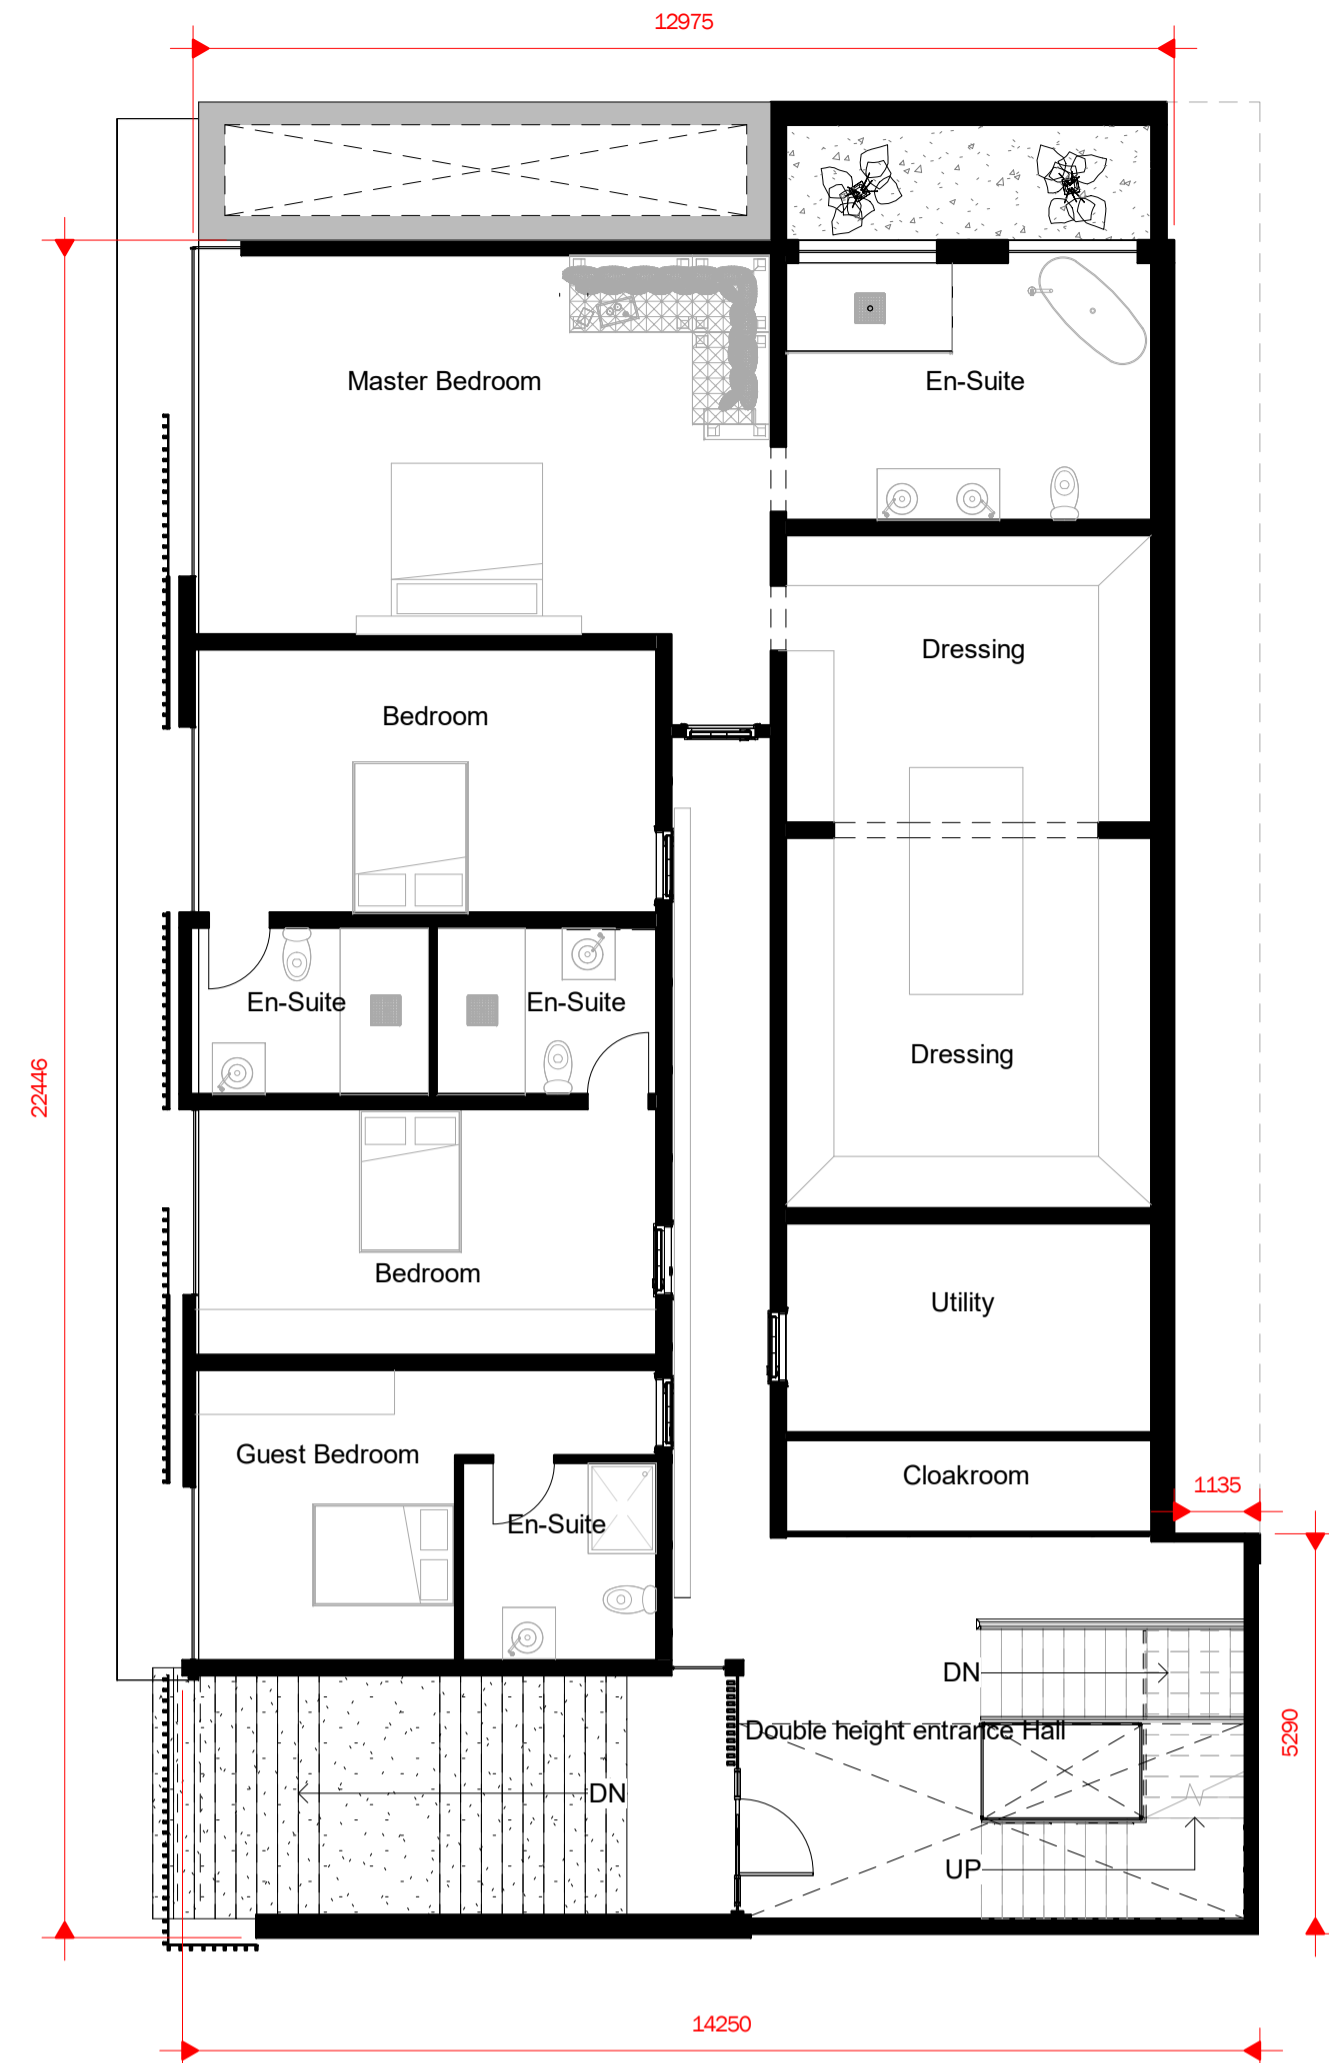 12975
Master Bedroom
En-Suite
Dressing
Bedroom
En-Suite
En-Suite
Dressing
22446
Bedroom
Utility
Guest Bedroom
Cloakroom
1135
En-Suite
DN
Double height entrance Hall
5290
DN
UP
14250